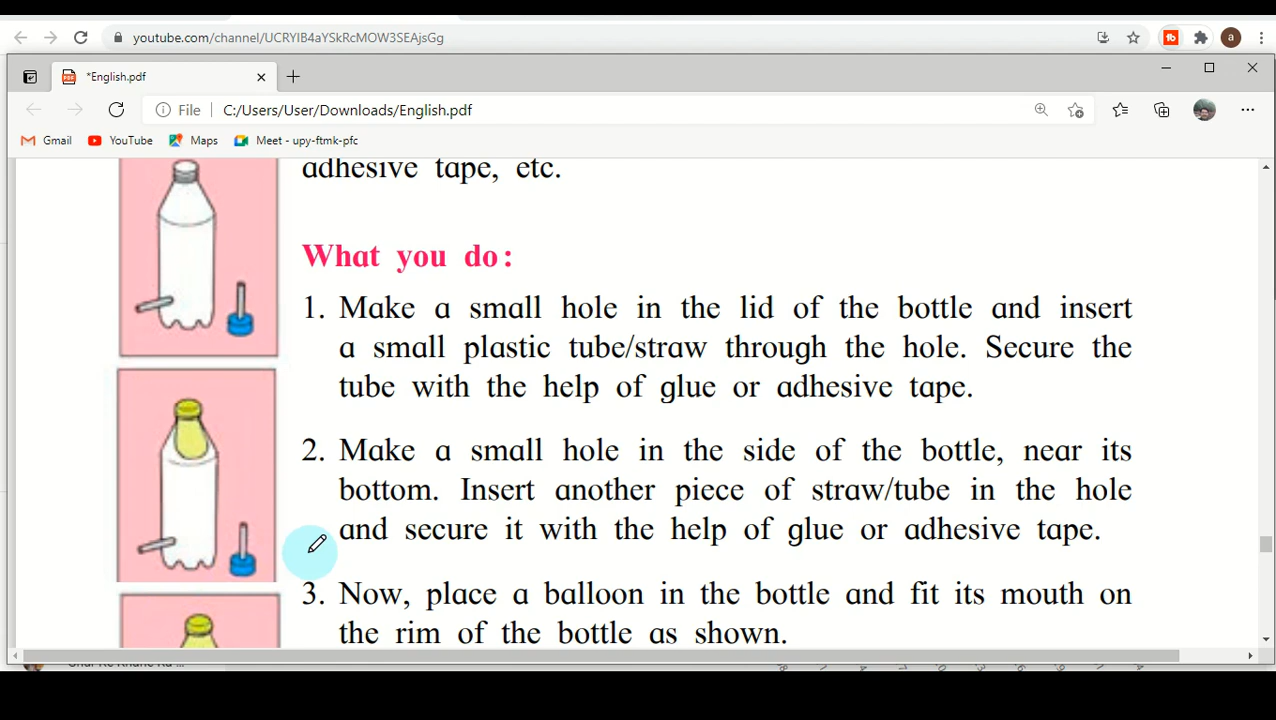 youtube.com/channel/UCRYIB4aYSkRcMOW3SEAjsGg
a
*English.pdf
File C:/Users/User/Downloads/English.pdf
Gmail YouTube Maps Meet - upy-ftmk-pfc
adhesive tape, etc.
What you do:
1. Make a small hole in the lid of the bottle and insert
a small plastic tube/straw through the hole. Secure the
tube with the help of glue or adhesive tape.
2. Make a small hole in the side of the bottle, near its
bottom. Insert another piece of straw/tube in the hole
and secure it with the help of glue or adhesive tape.
3. Now, place a balloon in the bottle and fit its mouth on
the rim of the bottle as shown.